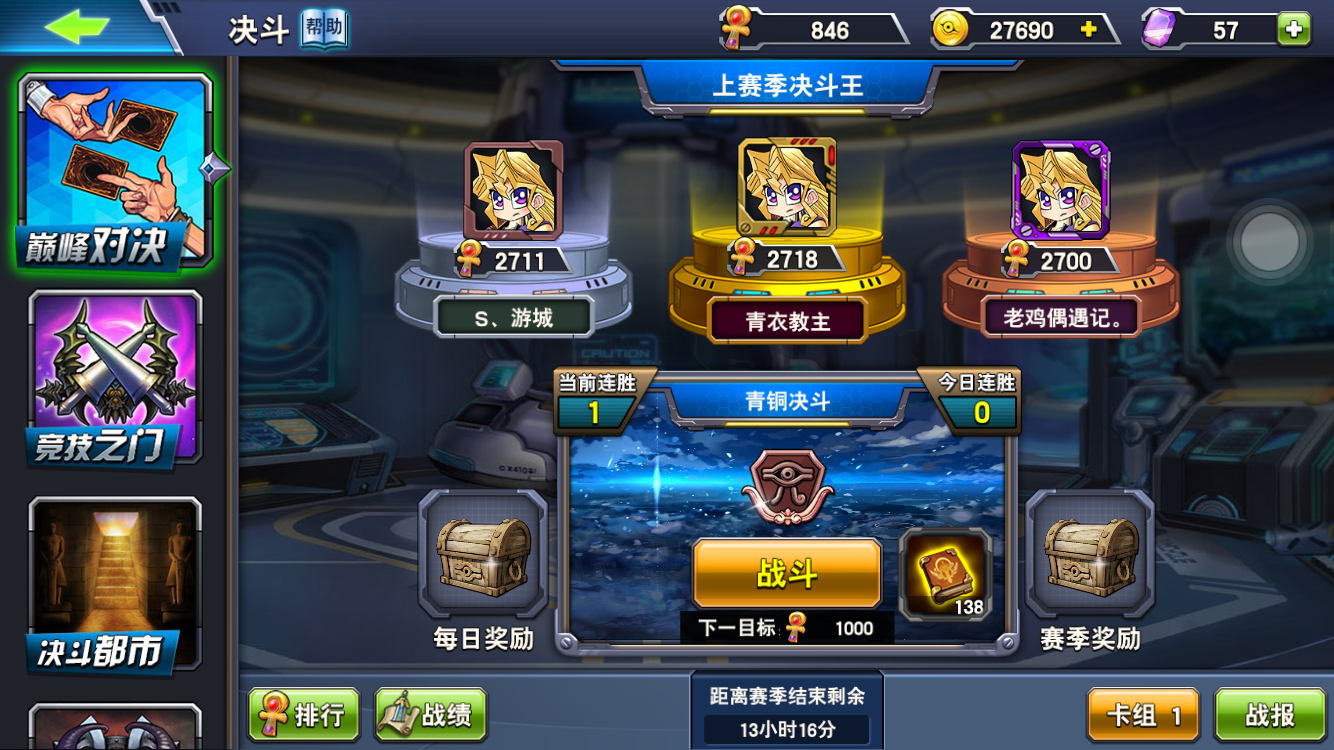 决斗
帮助
846
27690
57
上赛季决斗王
2711
2718
2700
S、游城
青衣教主
老鸡偶遇记。
巅峰对决
竞技之门
决斗都市
当前连胜
1
青铜决斗
今日连胜
0
CAUTION
战斗
138
下一目标:
1000
每日奖励
赛季奖励
排行
战绩
距离赛季结束剩余
13小时16分
卡组 1
战报